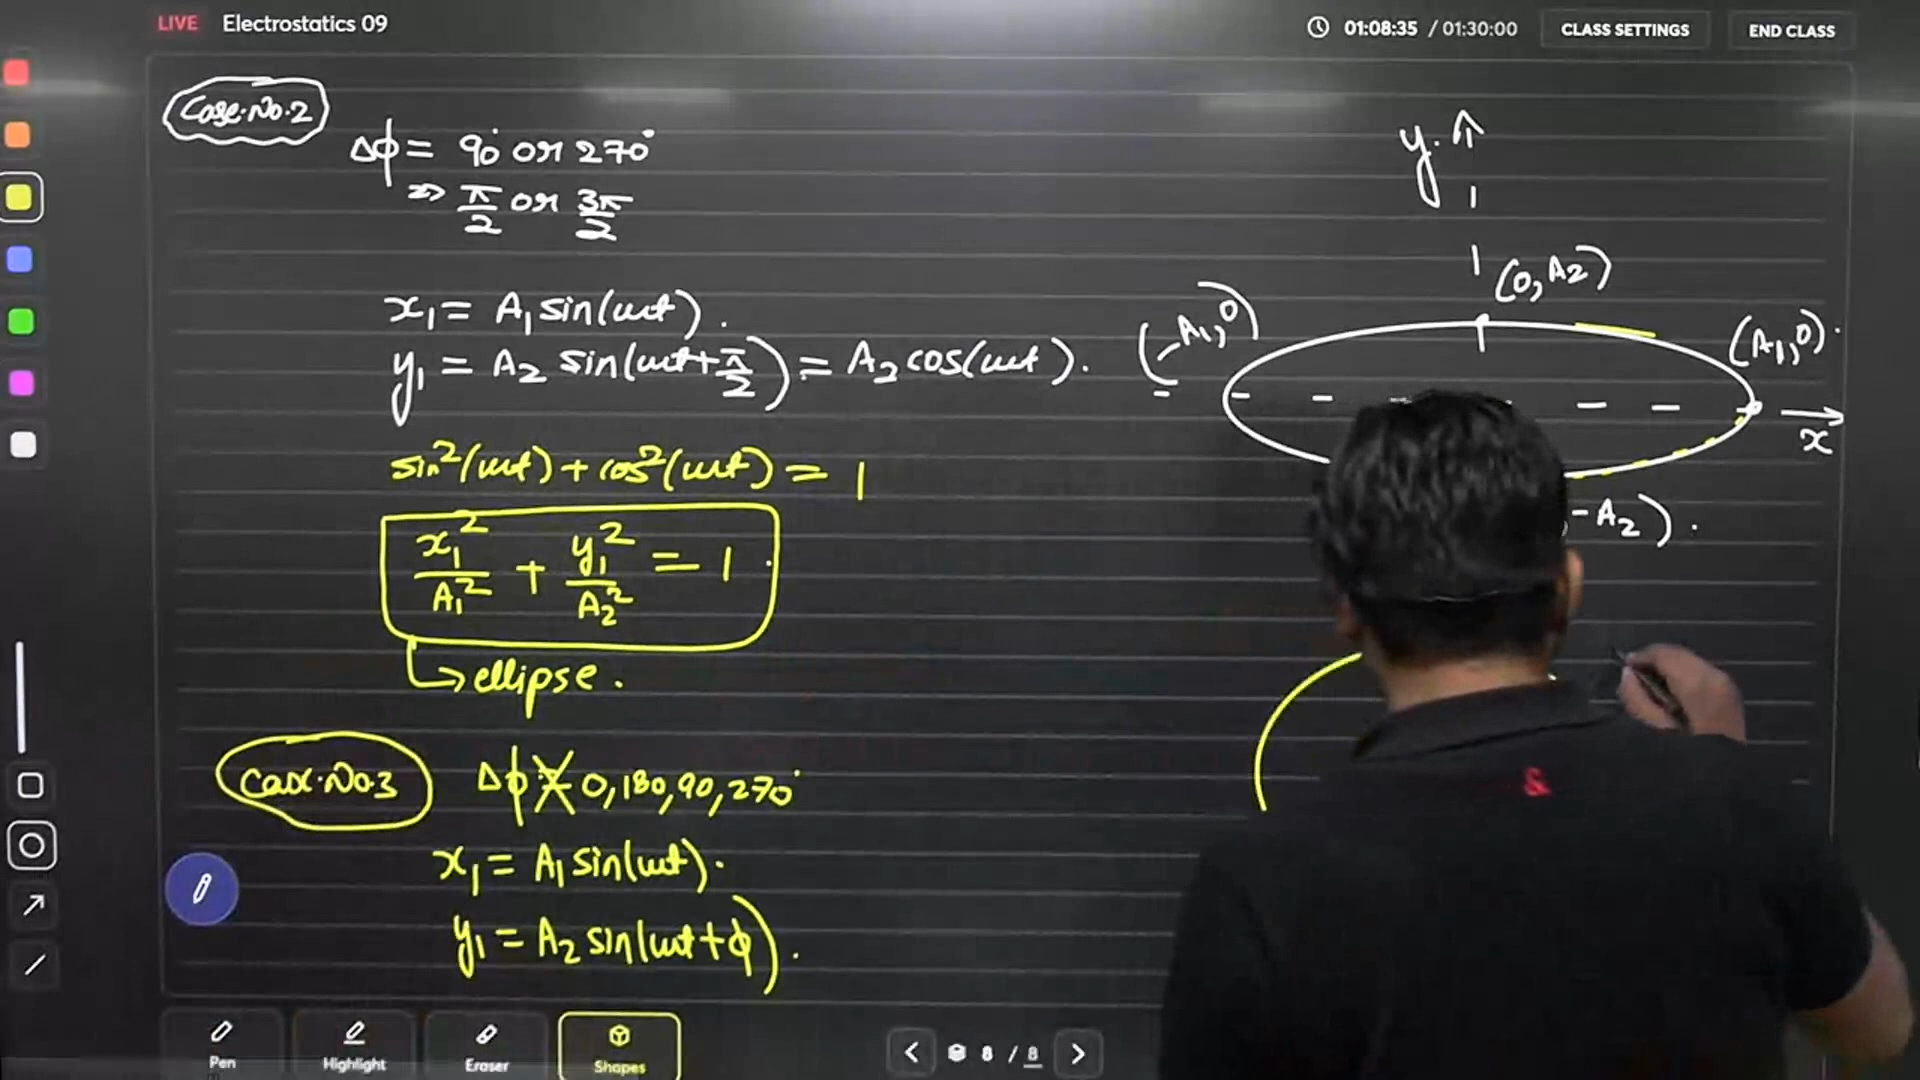 LIVE Electrostatics 09
01:08:35 / 01:30:00 CLASS SETTINGS END CLASS
Case.No.2
Δϕ = 90° or 270°
⇒ π/2 or 3π/2
x₁ = A₁ sin(ωt).
y₁ = A₂ sin(ωt+π/2) = A₂ cos(ωt).
sin²(ωt) + cos²(ωt) = 1
x₁²/A₁² + y₁²/A₂² = 1.
↳ ellipse.
Case.No.3
Δϕ ≠ 0, 180, 90, 270°
x₁ = A₁ sin(ωt).
y₁ = A₂ sin(ωt+ϕ).
y.
(0, A₂)
(-A₁, 0)
(A₁, 0).
x
-A₂).
&
Pen Highlight Eraser Shapes
< 8 / 8 >